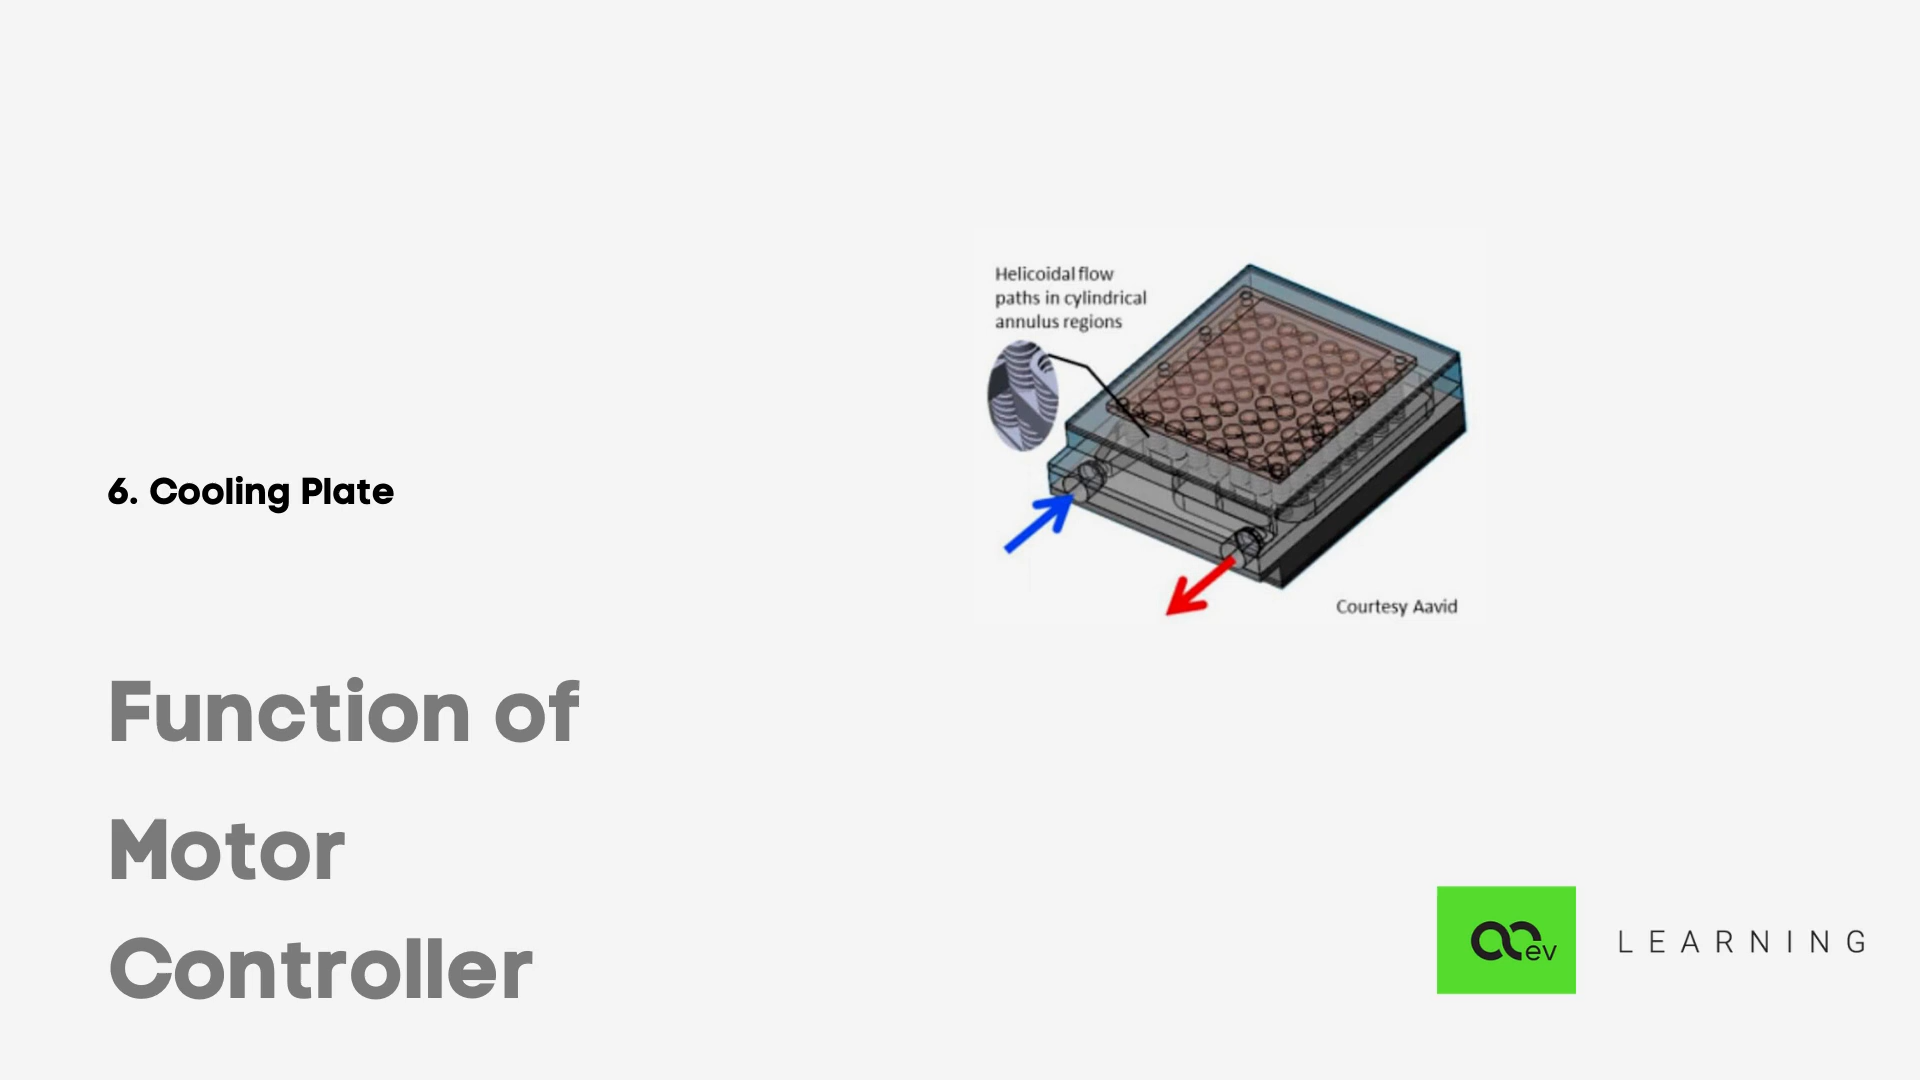 Helicoidal flow
paths in cylindrical
annulus regions
6. Cooling Plate
Courtesy Aavid
Function of
Motor
Controller
ev
LEARNING